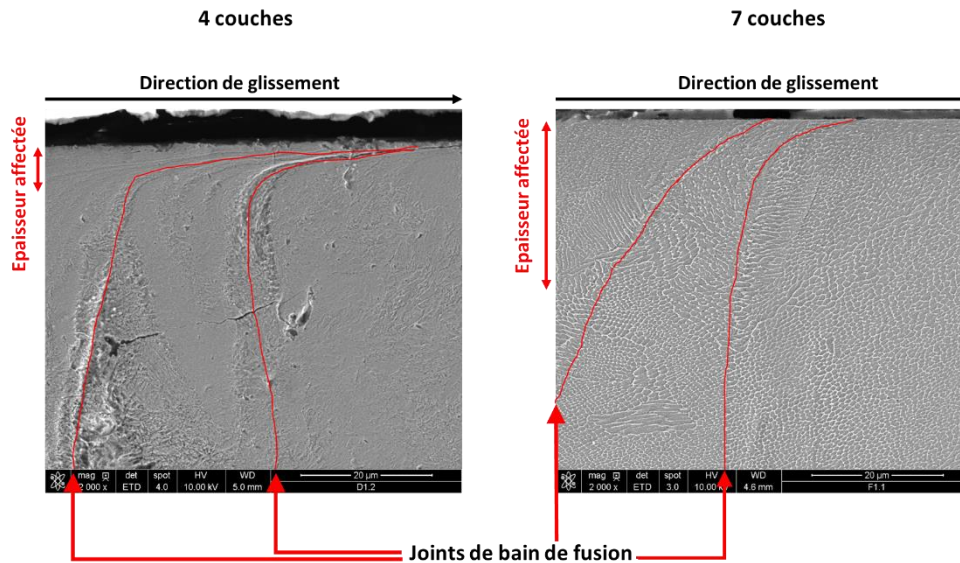 4 couches
7 couches
Direction de glissement
Direction de glissement
Epaisseur affectée
Epaisseur affectée
mag det spot HV WD 20 µm
2 000 x ETD 4.0 10.00 kV 5.0 mm D1.2
mag det spot HV WD 20 µm
2 000 x ETD 3.0 10.00 kV 4.6 mm F1.1
Joints de bain de fusion